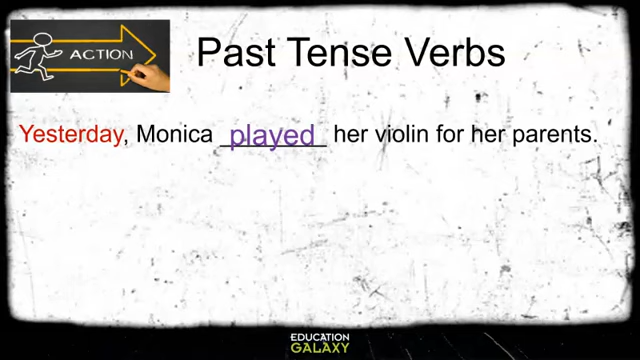 ACTION
Past Tense Verbs
Yesterday, Monica played her violin for her parents.
EDUCATION
GALAXY